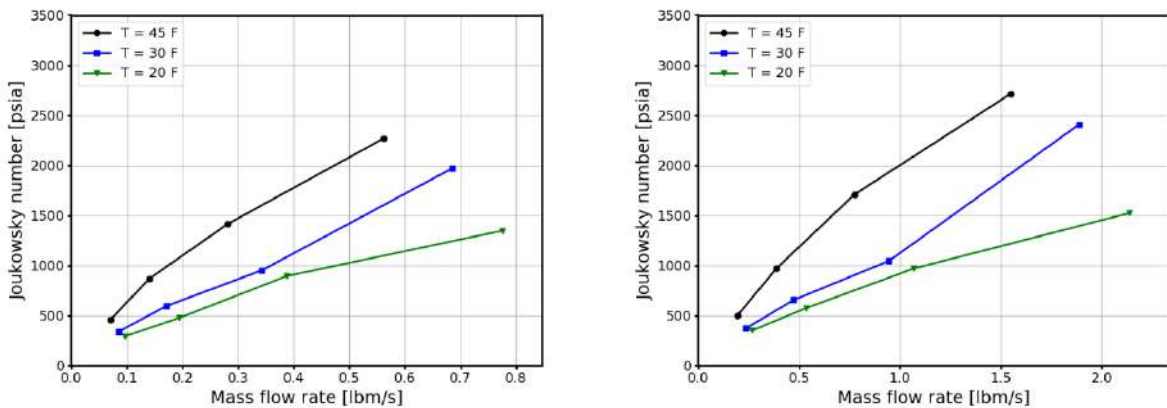 3500
3000
2500
2000
1500
1000
500
0
Joukowsky number [psia]
T = 45 F
T = 30 F
T = 20 F
0.0 0.1 0.2 0.3 0.4 0.5 0.6 0.7 0.8
Mass flow rate [lbm/s]
3500
3000
2500
2000
1500
1000
500
0
Joukowsky number [psia]
T = 45 F
T = 30 F
T = 20 F
0.0 0.5 1.0 1.5 2.0
Mass flow rate [lbm/s]